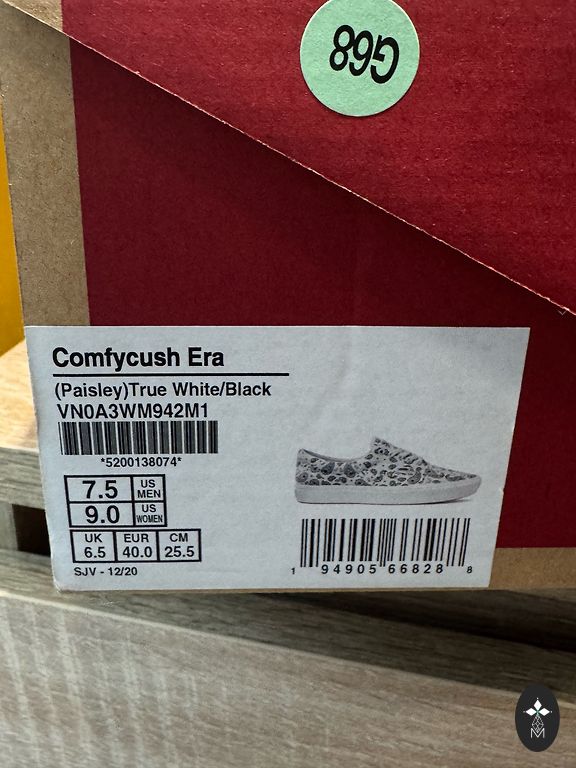 G68
Comfycush Era
(Paisley)True White/Black
VN0A3WM942M1
*5200138074*
7.5 US MEN
9.0 US WOMEN
UK EUR CM
6.5 40.0 25.5
SJV - 12/20
1 94905 66828 8
M